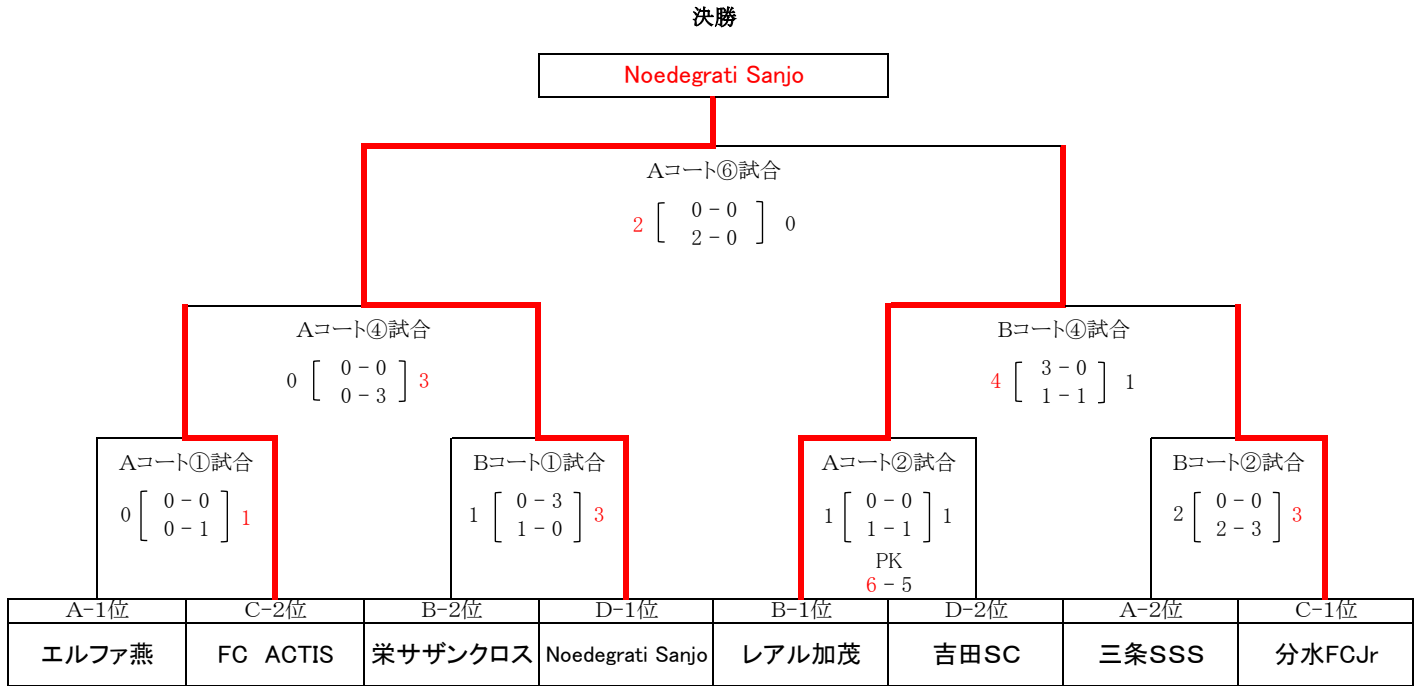 決勝
Noedegrati Sanjo
Aコート⑥試合
0 - 0
2 0
2 - 0
Aコート④試合 Bコート④試合
0 - 0 3 - 0
0 3 4 1
0 - 3 1 - 1
Aコート①試合 Bコート①試合 Aコート②試合 Bコート②試合
0 - 0 0 - 3 0 - 0 0 - 0
0 1 1 3 1 1 2 3
0 - 1 1 - 0 1 - 1 2 - 3
PK
6 - 5
A-1位 C-2位 B-2位 D-1位 B-1位 D-2位 A-2位 C-1位
エルファ燕 FC ACTIS 栄サザンクロス Noedegrati Sanjo レアル加茂 吉田SC 三条SSS 分水FCJr